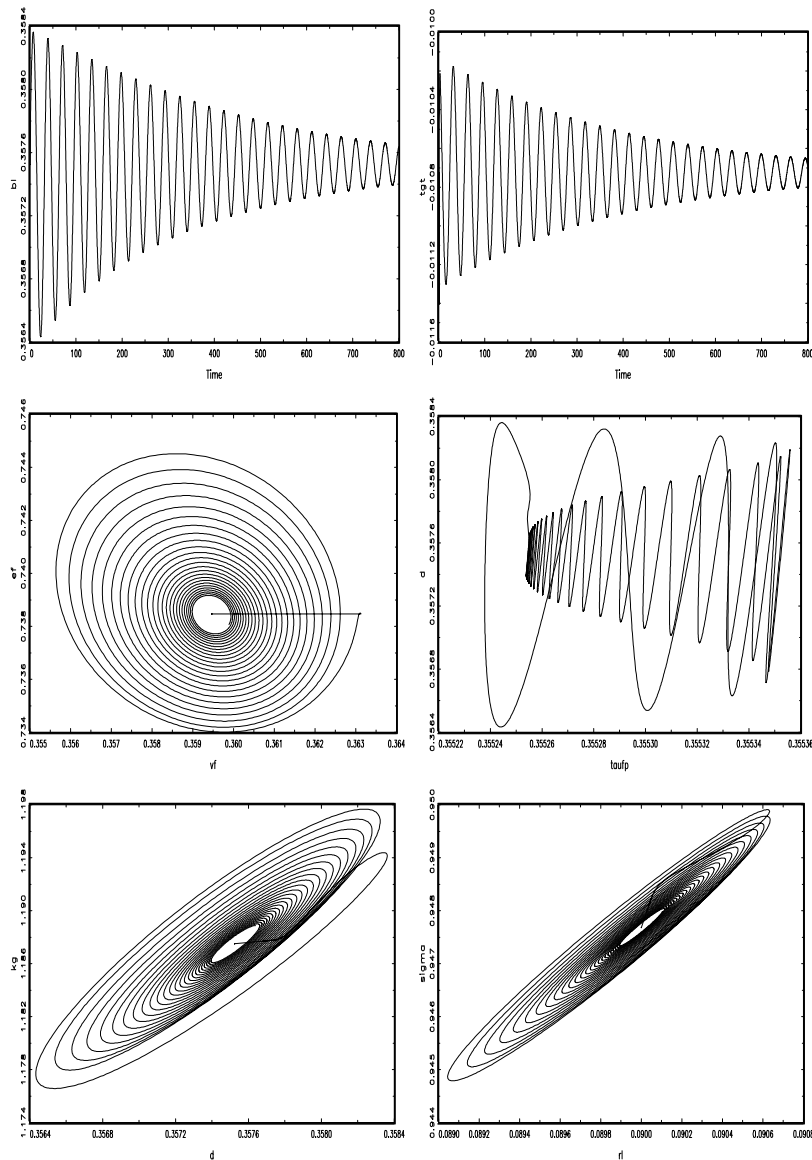 bl
0.3564 0.3568 0.3572 0.3576 0.3580 0.3584
0 100 200 300 400 500 600 700 800
Time
tgt
-0.0116 -0.0112 -0.0108 -0.0104 -0.0100
0 100 200 300 400 500 600 700 800
Time
ef
0.734 0.736 0.738 0.740 0.742 0.744 0.746
0.355 0.356 0.357 0.358 0.359 0.360 0.361 0.362 0.363 0.364
vf
d
0.3564 0.3568 0.3572 0.3576 0.3580 0.3584
0.35522 0.35524 0.35526 0.35528 0.35530 0.35532 0.35534 0.35536
taufp
kg
1.174 1.178 1.182 1.186 1.190 1.194 1.198
0.3564 0.3568 0.3572 0.3576 0.3580 0.3584
d
sigma
0.944 0.945 0.946 0.947 0.948 0.949 0.950
0.0890 0.0892 0.0894 0.0896 0.0898 0.0900 0.0902 0.0904 0.0906 0.0908
rl